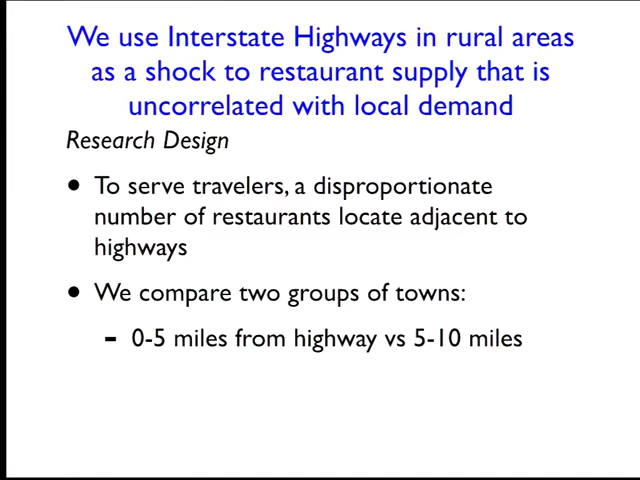 We use Interstate Highways in rural areas
as a shock to restaurant supply that is
uncorrelated with local demand
Research Design
• To serve travelers, a disproportionate
number of restaurants locate adjacent to
highways
• We compare two groups of towns:
- 0-5 miles from highway vs 5-10 miles